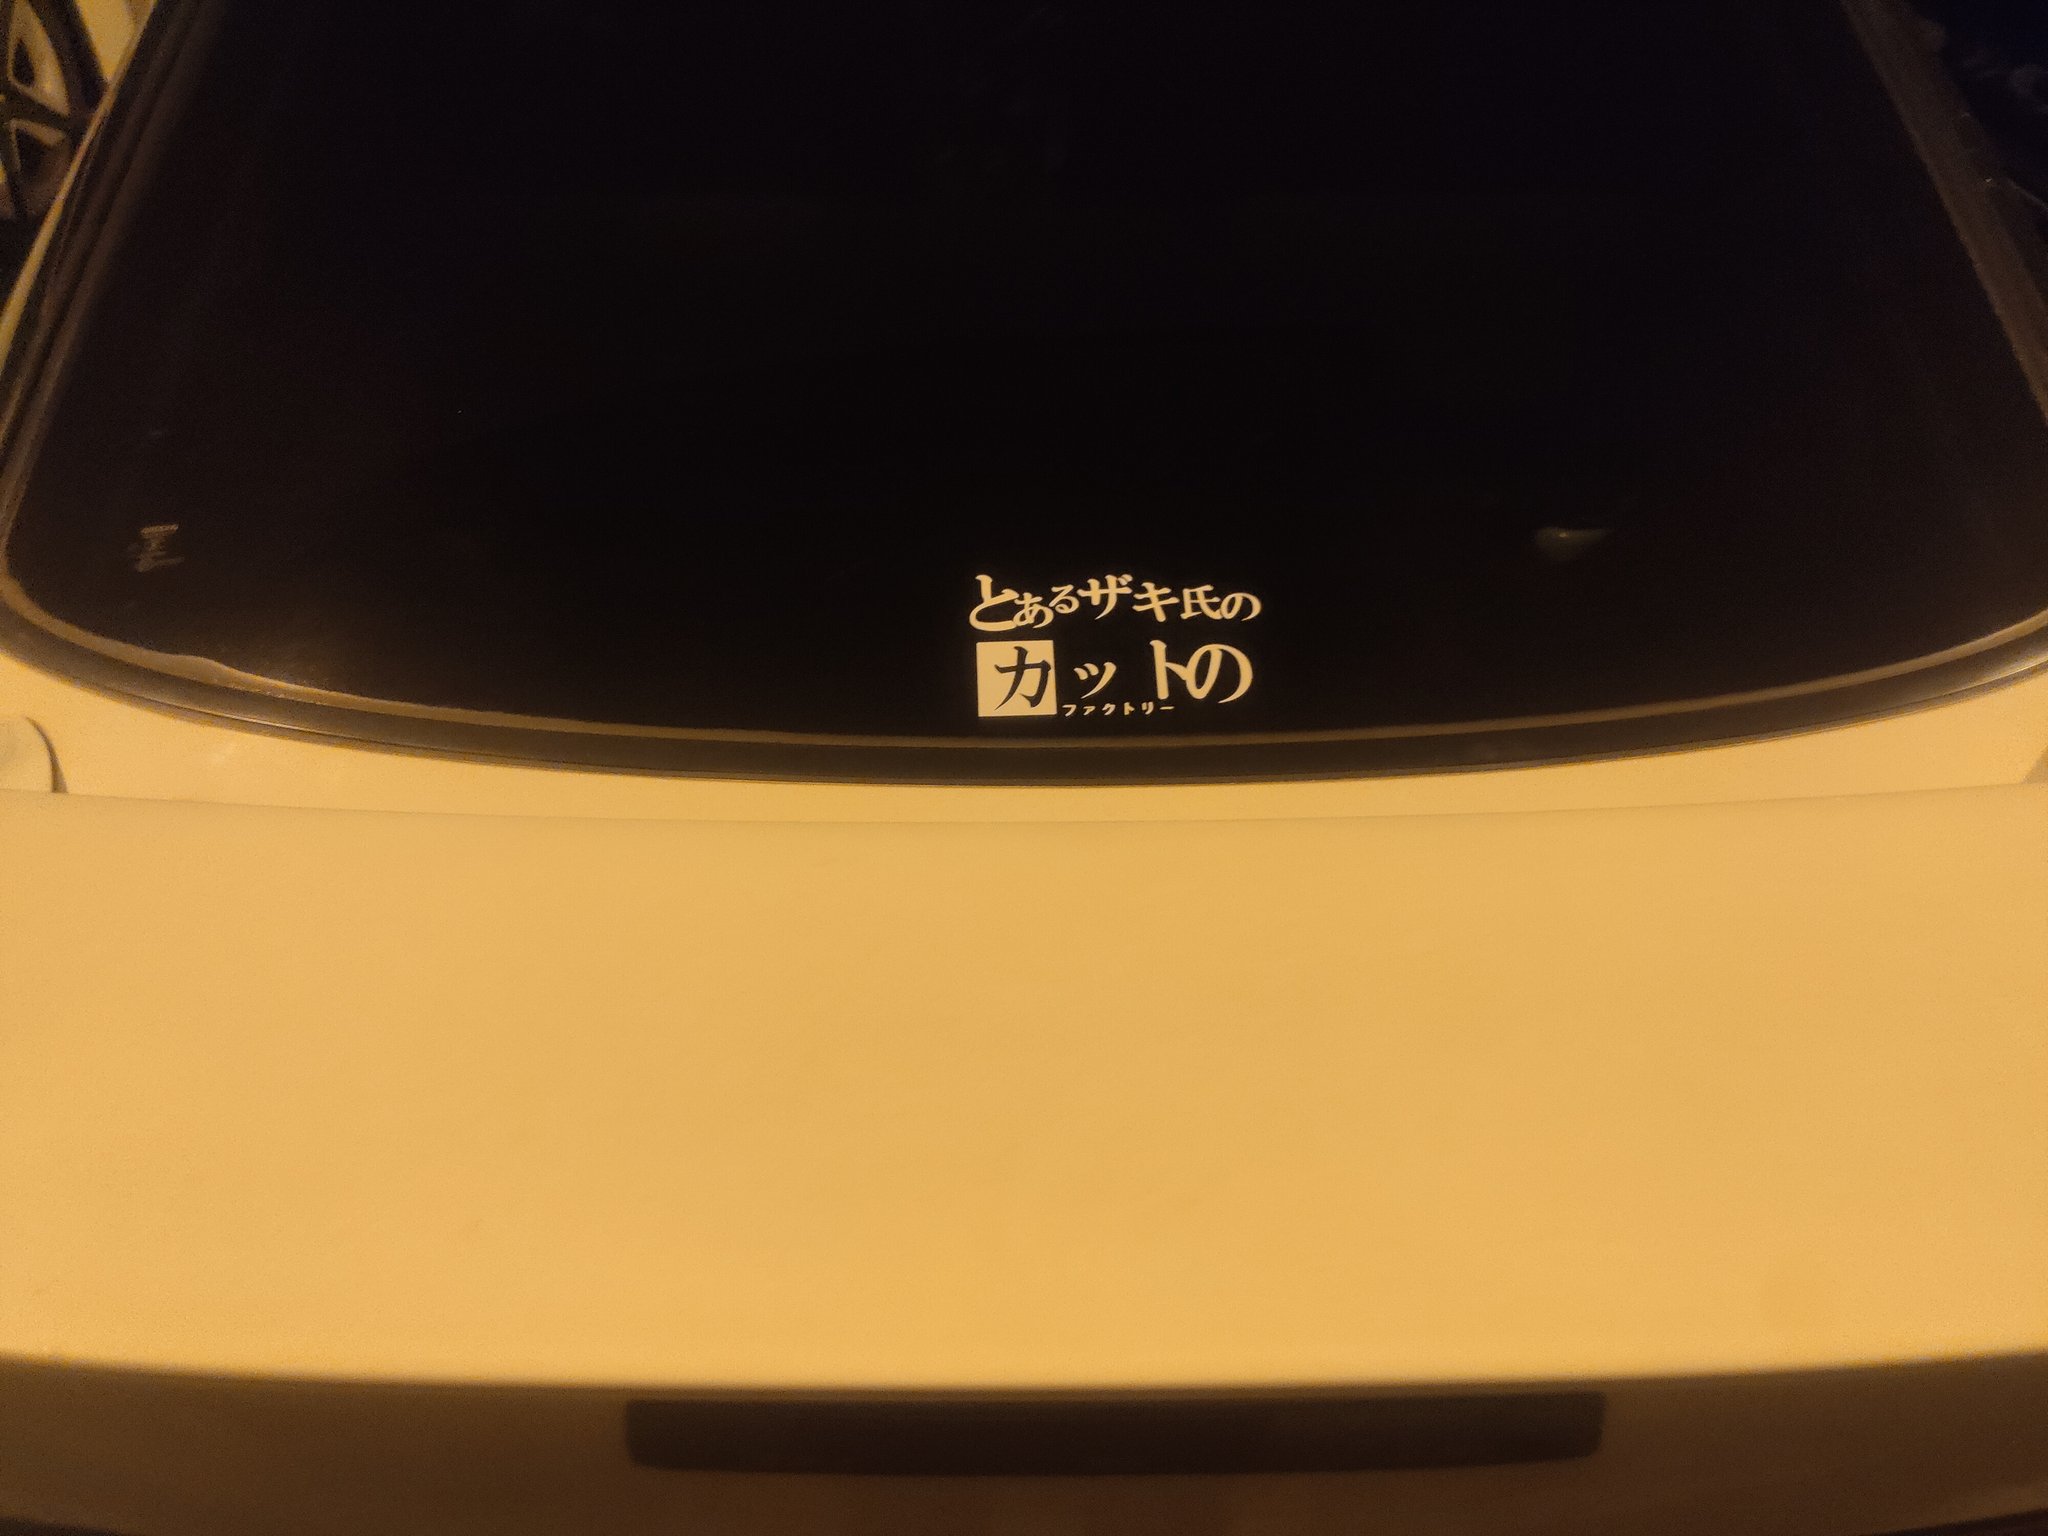 とあるザキ氏の
カットの
ファクトリー